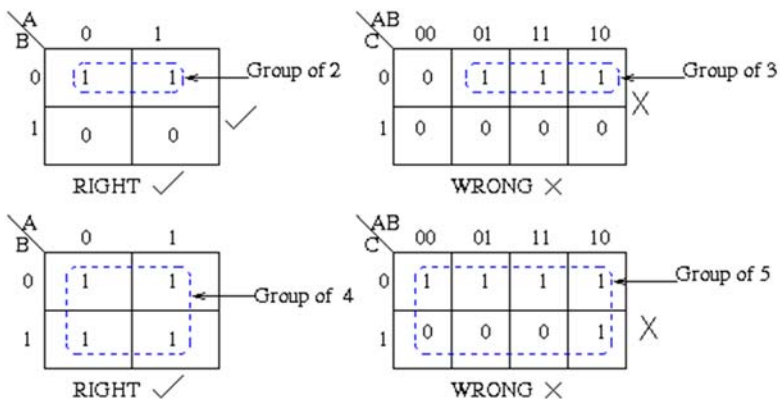 A
B
0 1
0 1 1
Group of 2
1 0 0
RIGHT
AB
C
00 01 11 10
0 0 1 1 1
Group of 3
X
1 0 0 0 0
WRONG X
A
B
0 1
0 1 1
Group of 4
1 1 1
RIGHT
AB
C
00 01 11 10
0 1 1 1 1
Group of 5
1 0 0 0 1
X
WRONG X